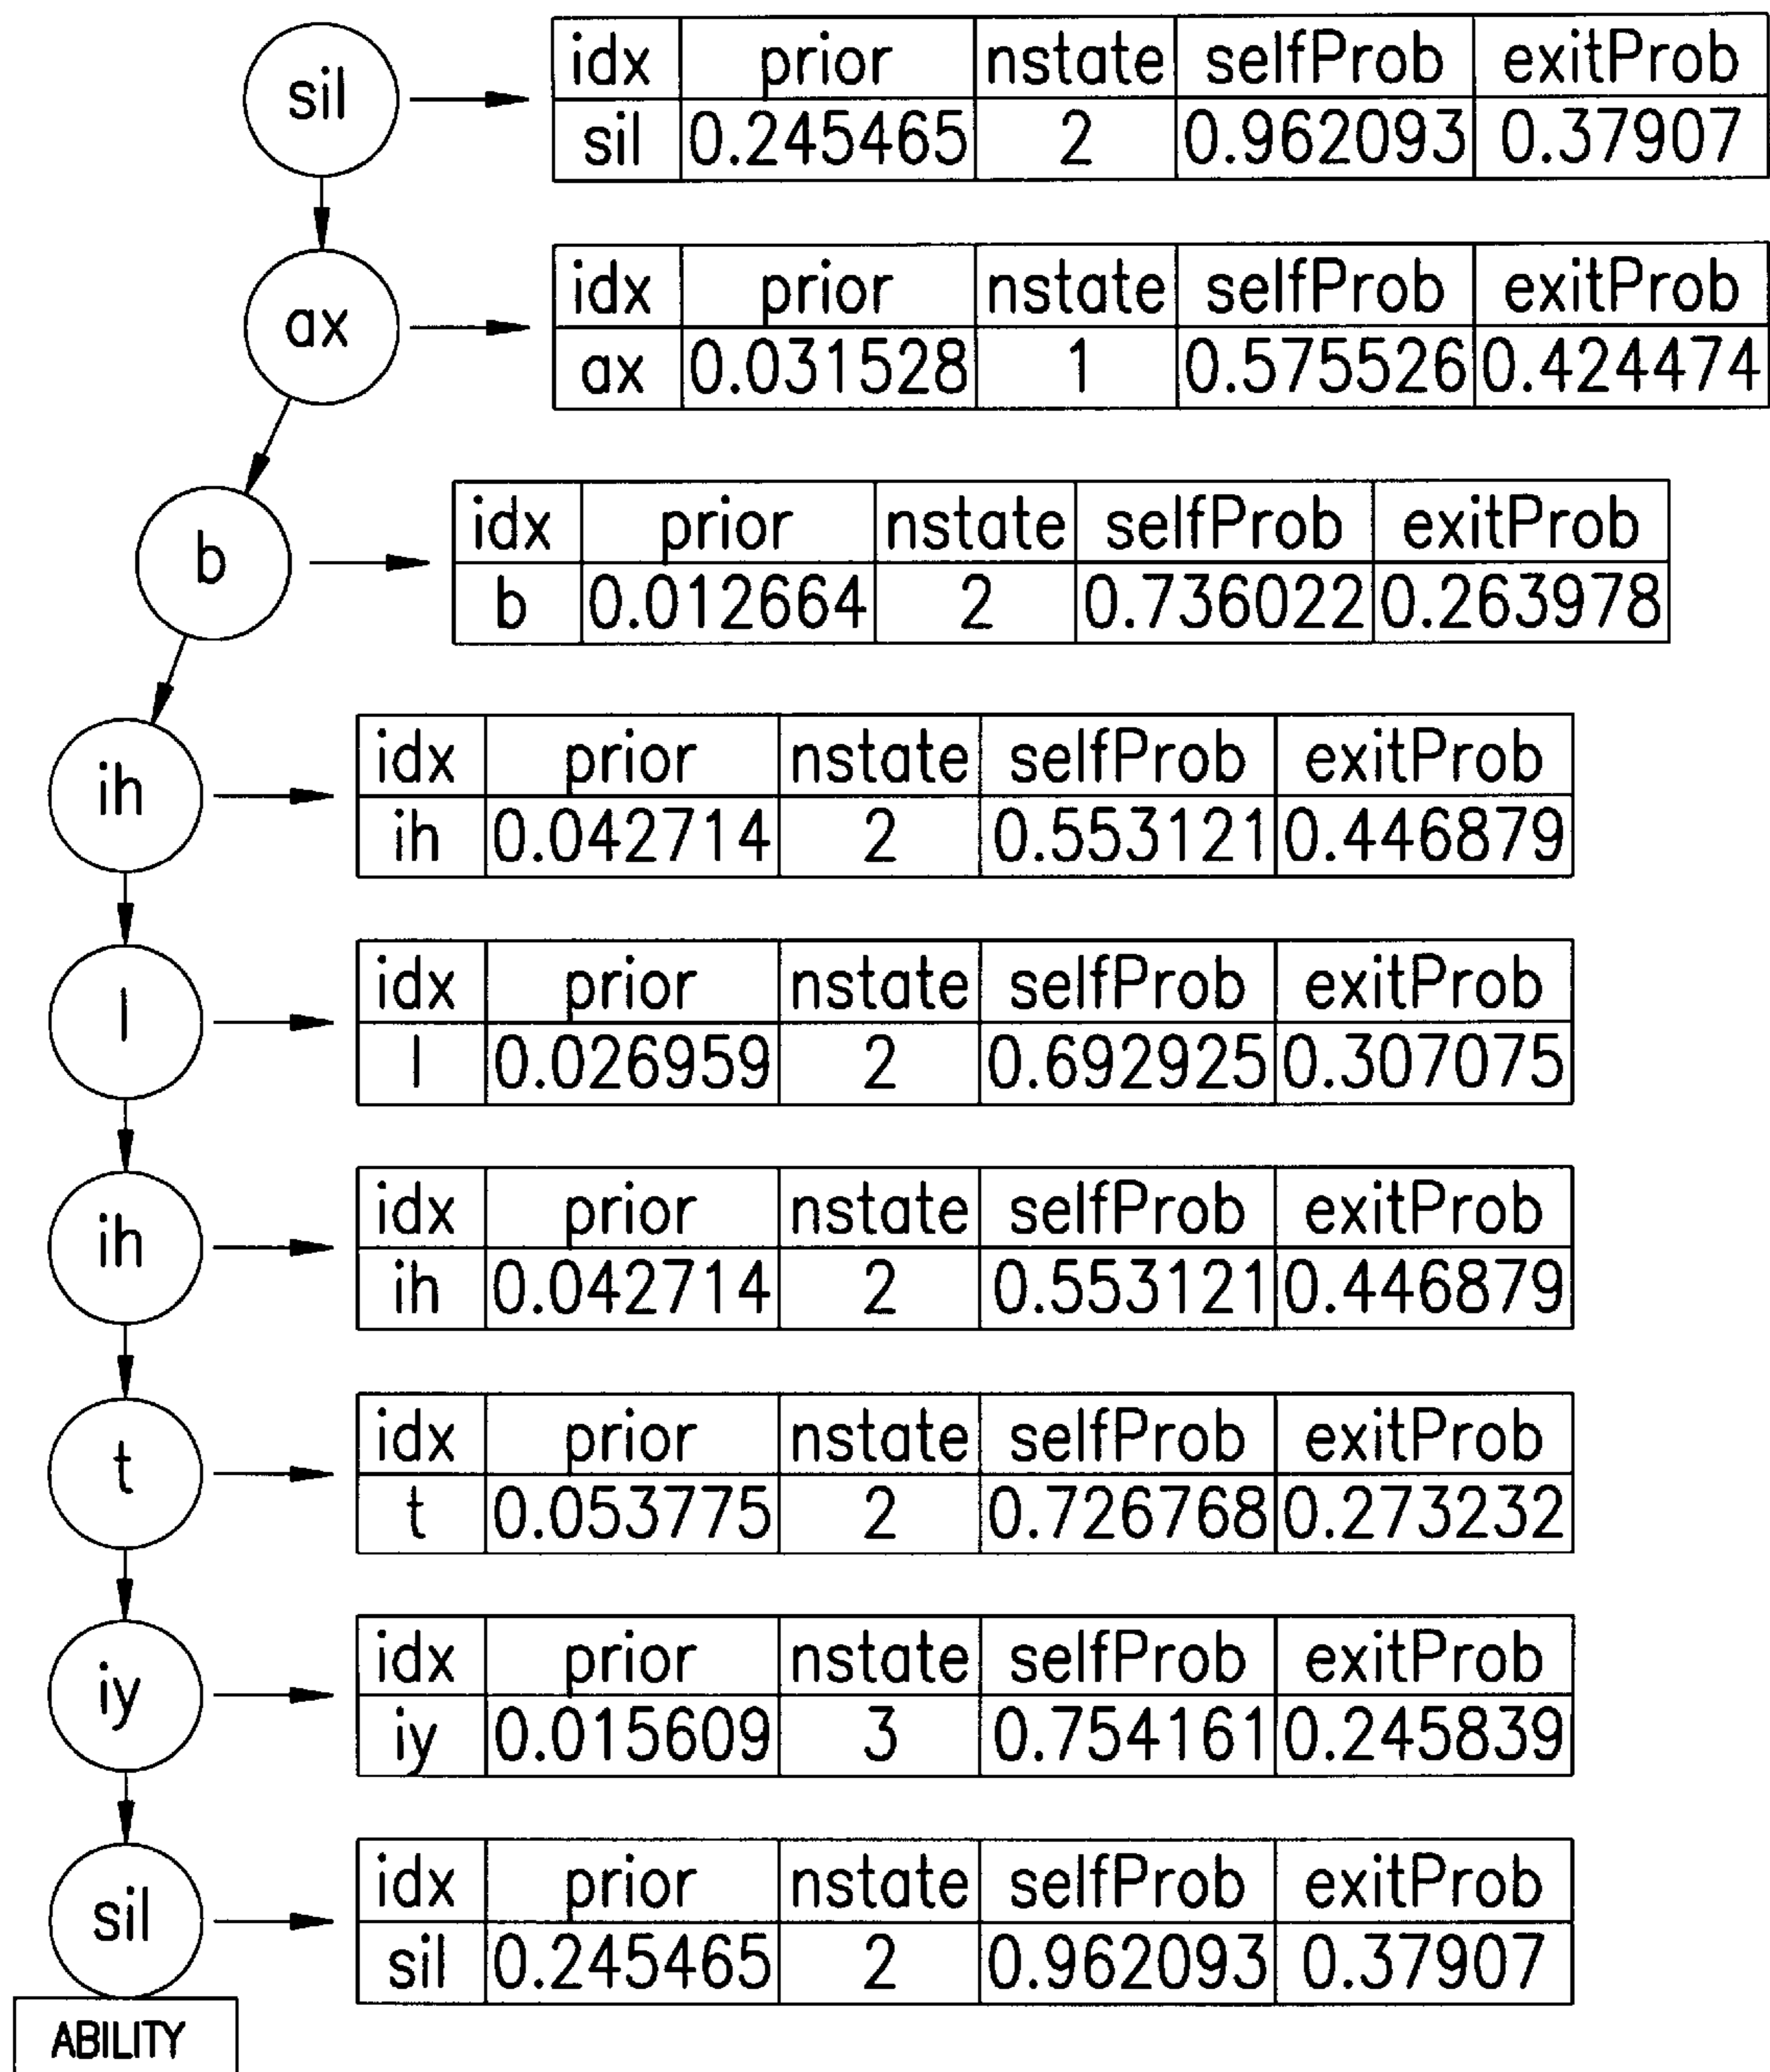 sil
idx prior nstate selfProb exitProb
sil 0.245465 2 0.962093 0.37907
ax
idx prior nstate selfProb exitProb
ax 0.031528 1 0.575526 0.424474
b
idx prior nstate selfProb exitProb
b 0.012664 2 0.736022 0.263978
ih
idx prior nstate selfProb exitProb
ih 0.042714 2 0.553121 0.446879
l
idx prior nstate selfProb exitProb
l 0.026959 2 0.692925 0.307075
ih
idx prior nstate selfProb exitProb
ih 0.042714 2 0.553121 0.446879
t
idx prior nstate selfProb exitProb
t 0.053775 2 0.726768 0.273232
iy
idx prior nstate selfProb exitProb
iy 0.015609 3 0.754161 0.245839
sil
idx prior nstate selfProb exitProb
sil 0.245465 2 0.962093 0.37907
ABILITY